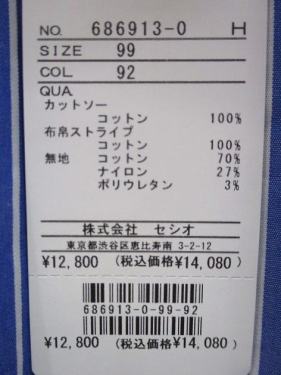 NO. 686913-0 H
SIZE 99
COL. 92
QUA.
カットソー
コットン 100%
布帛ストライプ
コットン 100%
無地 コットン 70%
ナイロン 27%
ポリウレタン 3%
株式会社 セシオ
東京都渋谷区恵比寿南 3-2-12
¥12,800 (税込価格¥14,080)
686913-0-99-92
¥12,800 (税込価格¥14,080)